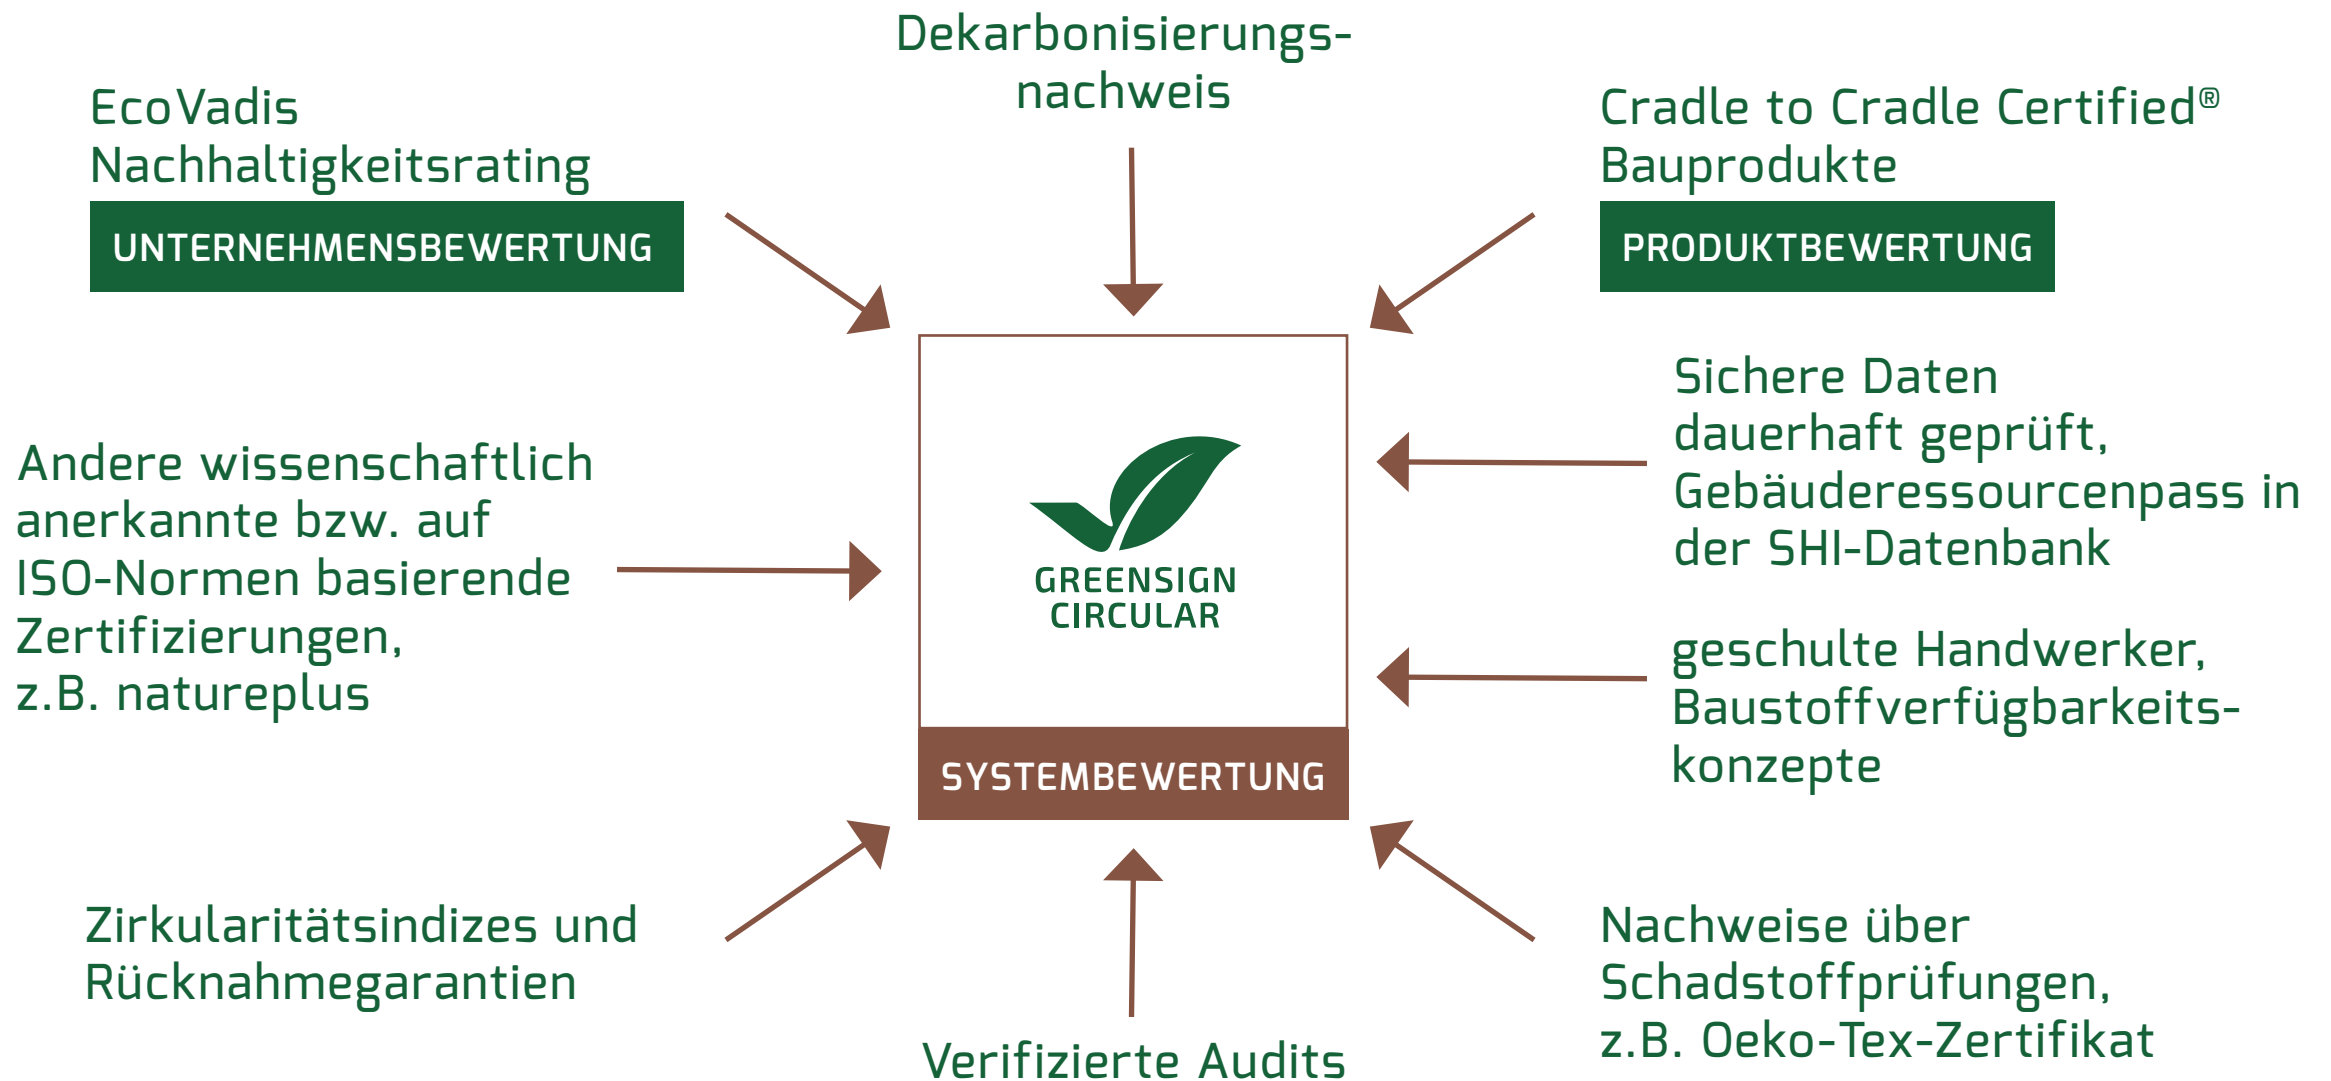 Dekarbonisierungs-
nachweis
EcoVadis
Nachhaltigkeitsrating
UNTERNEHMENSBEWERTUNG
Cradle to Cradle Certified®
Bauprodukte
PRODUKTBEWERTUNG
Andere wissenschaftlich
anerkannte bzw. auf
ISO-Normen basierende
Zertifizierungen,
z.B. natureplus
GREENSIGN
CIRCULAR
SYSTEMBEWERTUNG
Sichere Daten
dauerhaft geprüft,
Gebäuderessourcenpass in
der SHI-Datenbank
geschulte Handwerker,
Baustoffverfügbarkeits-
konzepte
Zirkularitätsindizes und
Rücknahmegarantien
Verifizierte Audits
Nachweise über
Schadstoffprüfungen,
z.B. Oeko-Tex-Zertifikat